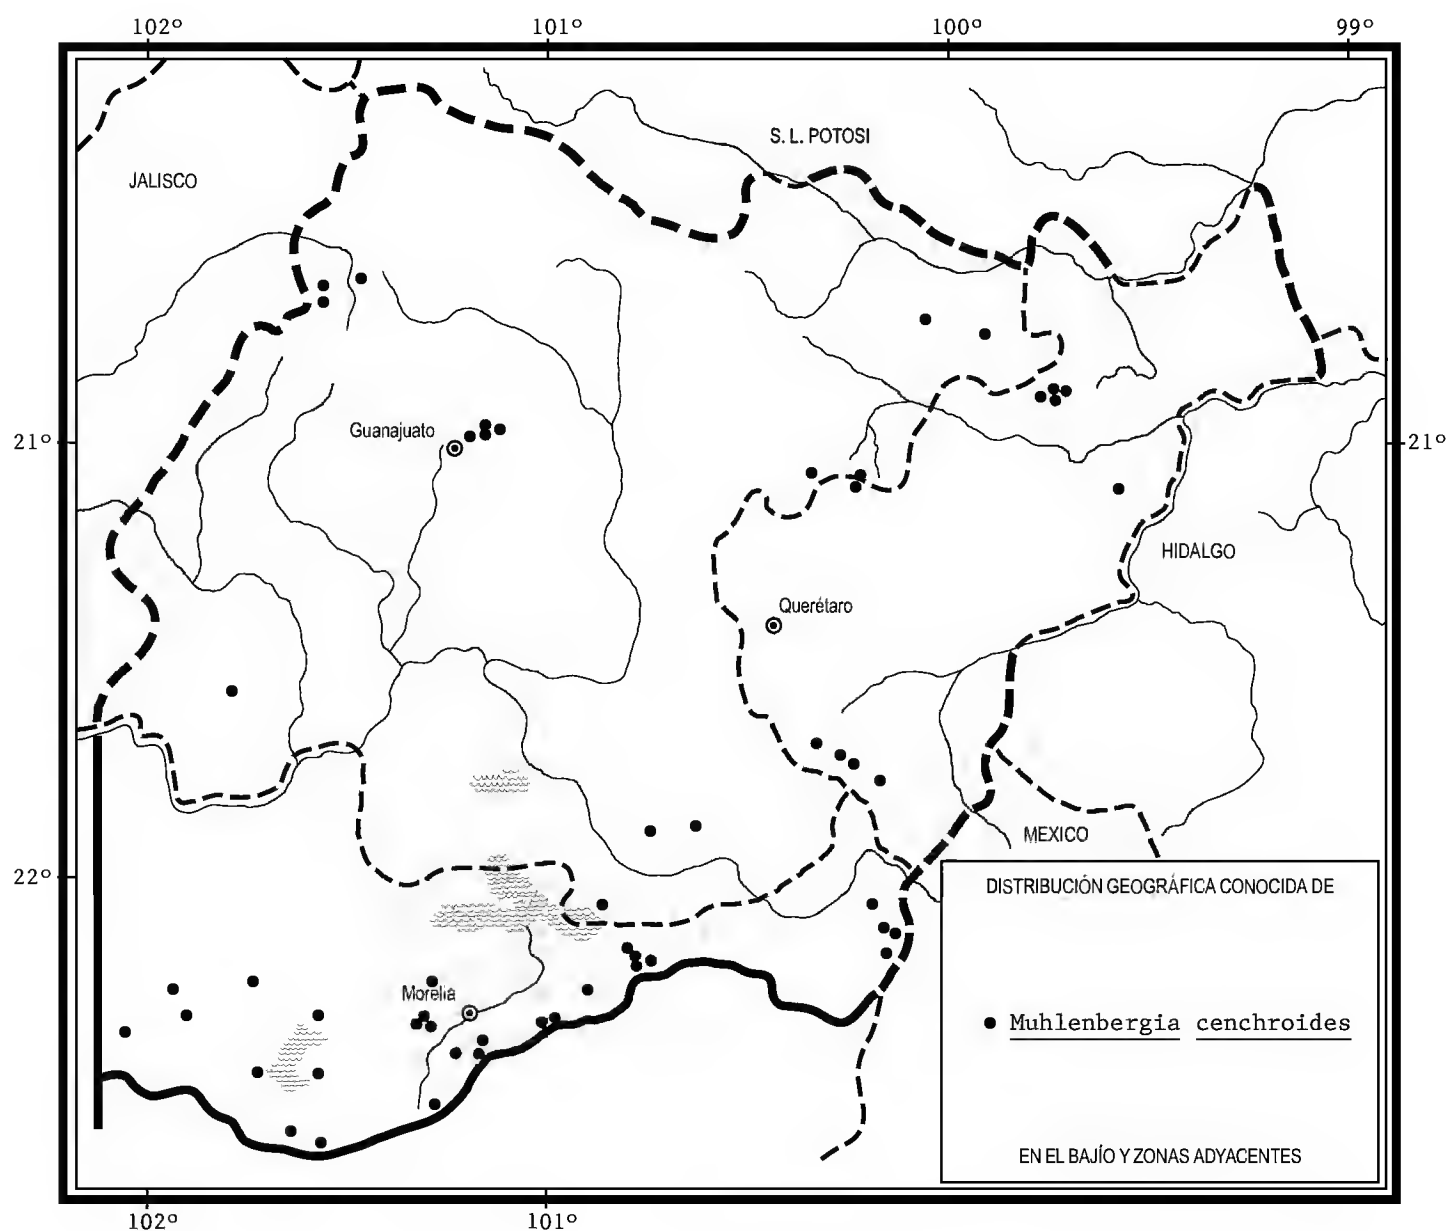 102° 101° 100° 99°
S. L. POTOSI
JALISCO
Guanajuato
21° 21°
HIDALGO
Querétaro
MEXICO
22°
DISTRIBUCIÓN GEOGRÁFICA CONOCIDA DE
Morelia
Muhlenbergia cenchroides
EN EL BAJÍO Y ZONAS ADYACENTES
102° 101°